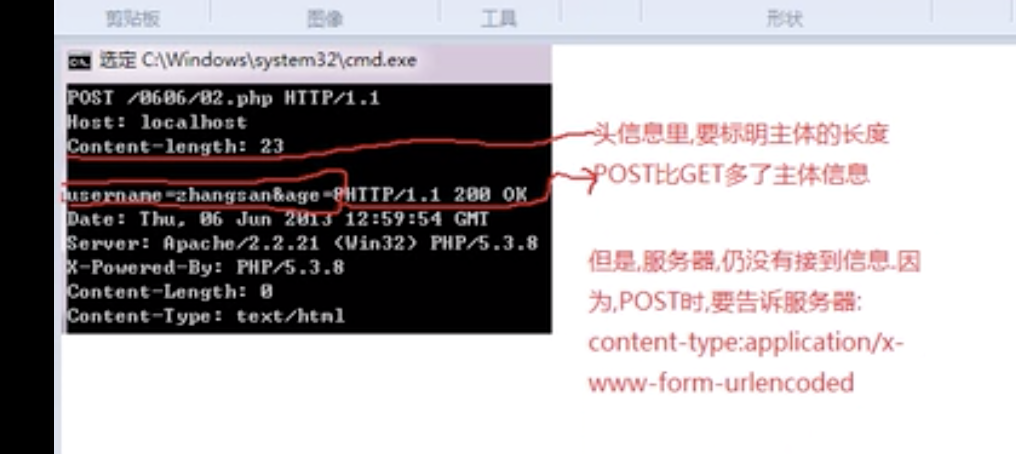 剪贴板 图像 工具 形状
选定 C:\Windows\system32\cmd.exe
POST /0606/02.php HTTP/1.1
Host: localhost
Content-length: 23
username=zhangsan&age=HTTP/1.1 200 OK
Date: Thu, 06 Jun 2013 12:59:54 GMT
Server: Apache/2.2.21 (Win32) PHP/5.3.8
X-Powered-By: PHP/5.3.8
Content-Length: 0
Content-Type: text/html
头信息里,要标明主体的长度
POST比GET多了主体信息
但是,服务器,仍没有接到信息.因
为,POST时,要告诉服务器:
content-type:application/x-
www-form-urlencoded